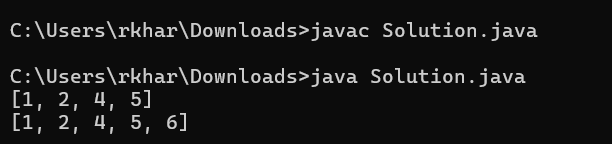 C:\Users\rkhar\Downloads>javac Solution.java
C:\Users\rkhar\Downloads>java Solution.java
[1, 2, 4, 5]
[1, 2, 4, 5, 6]